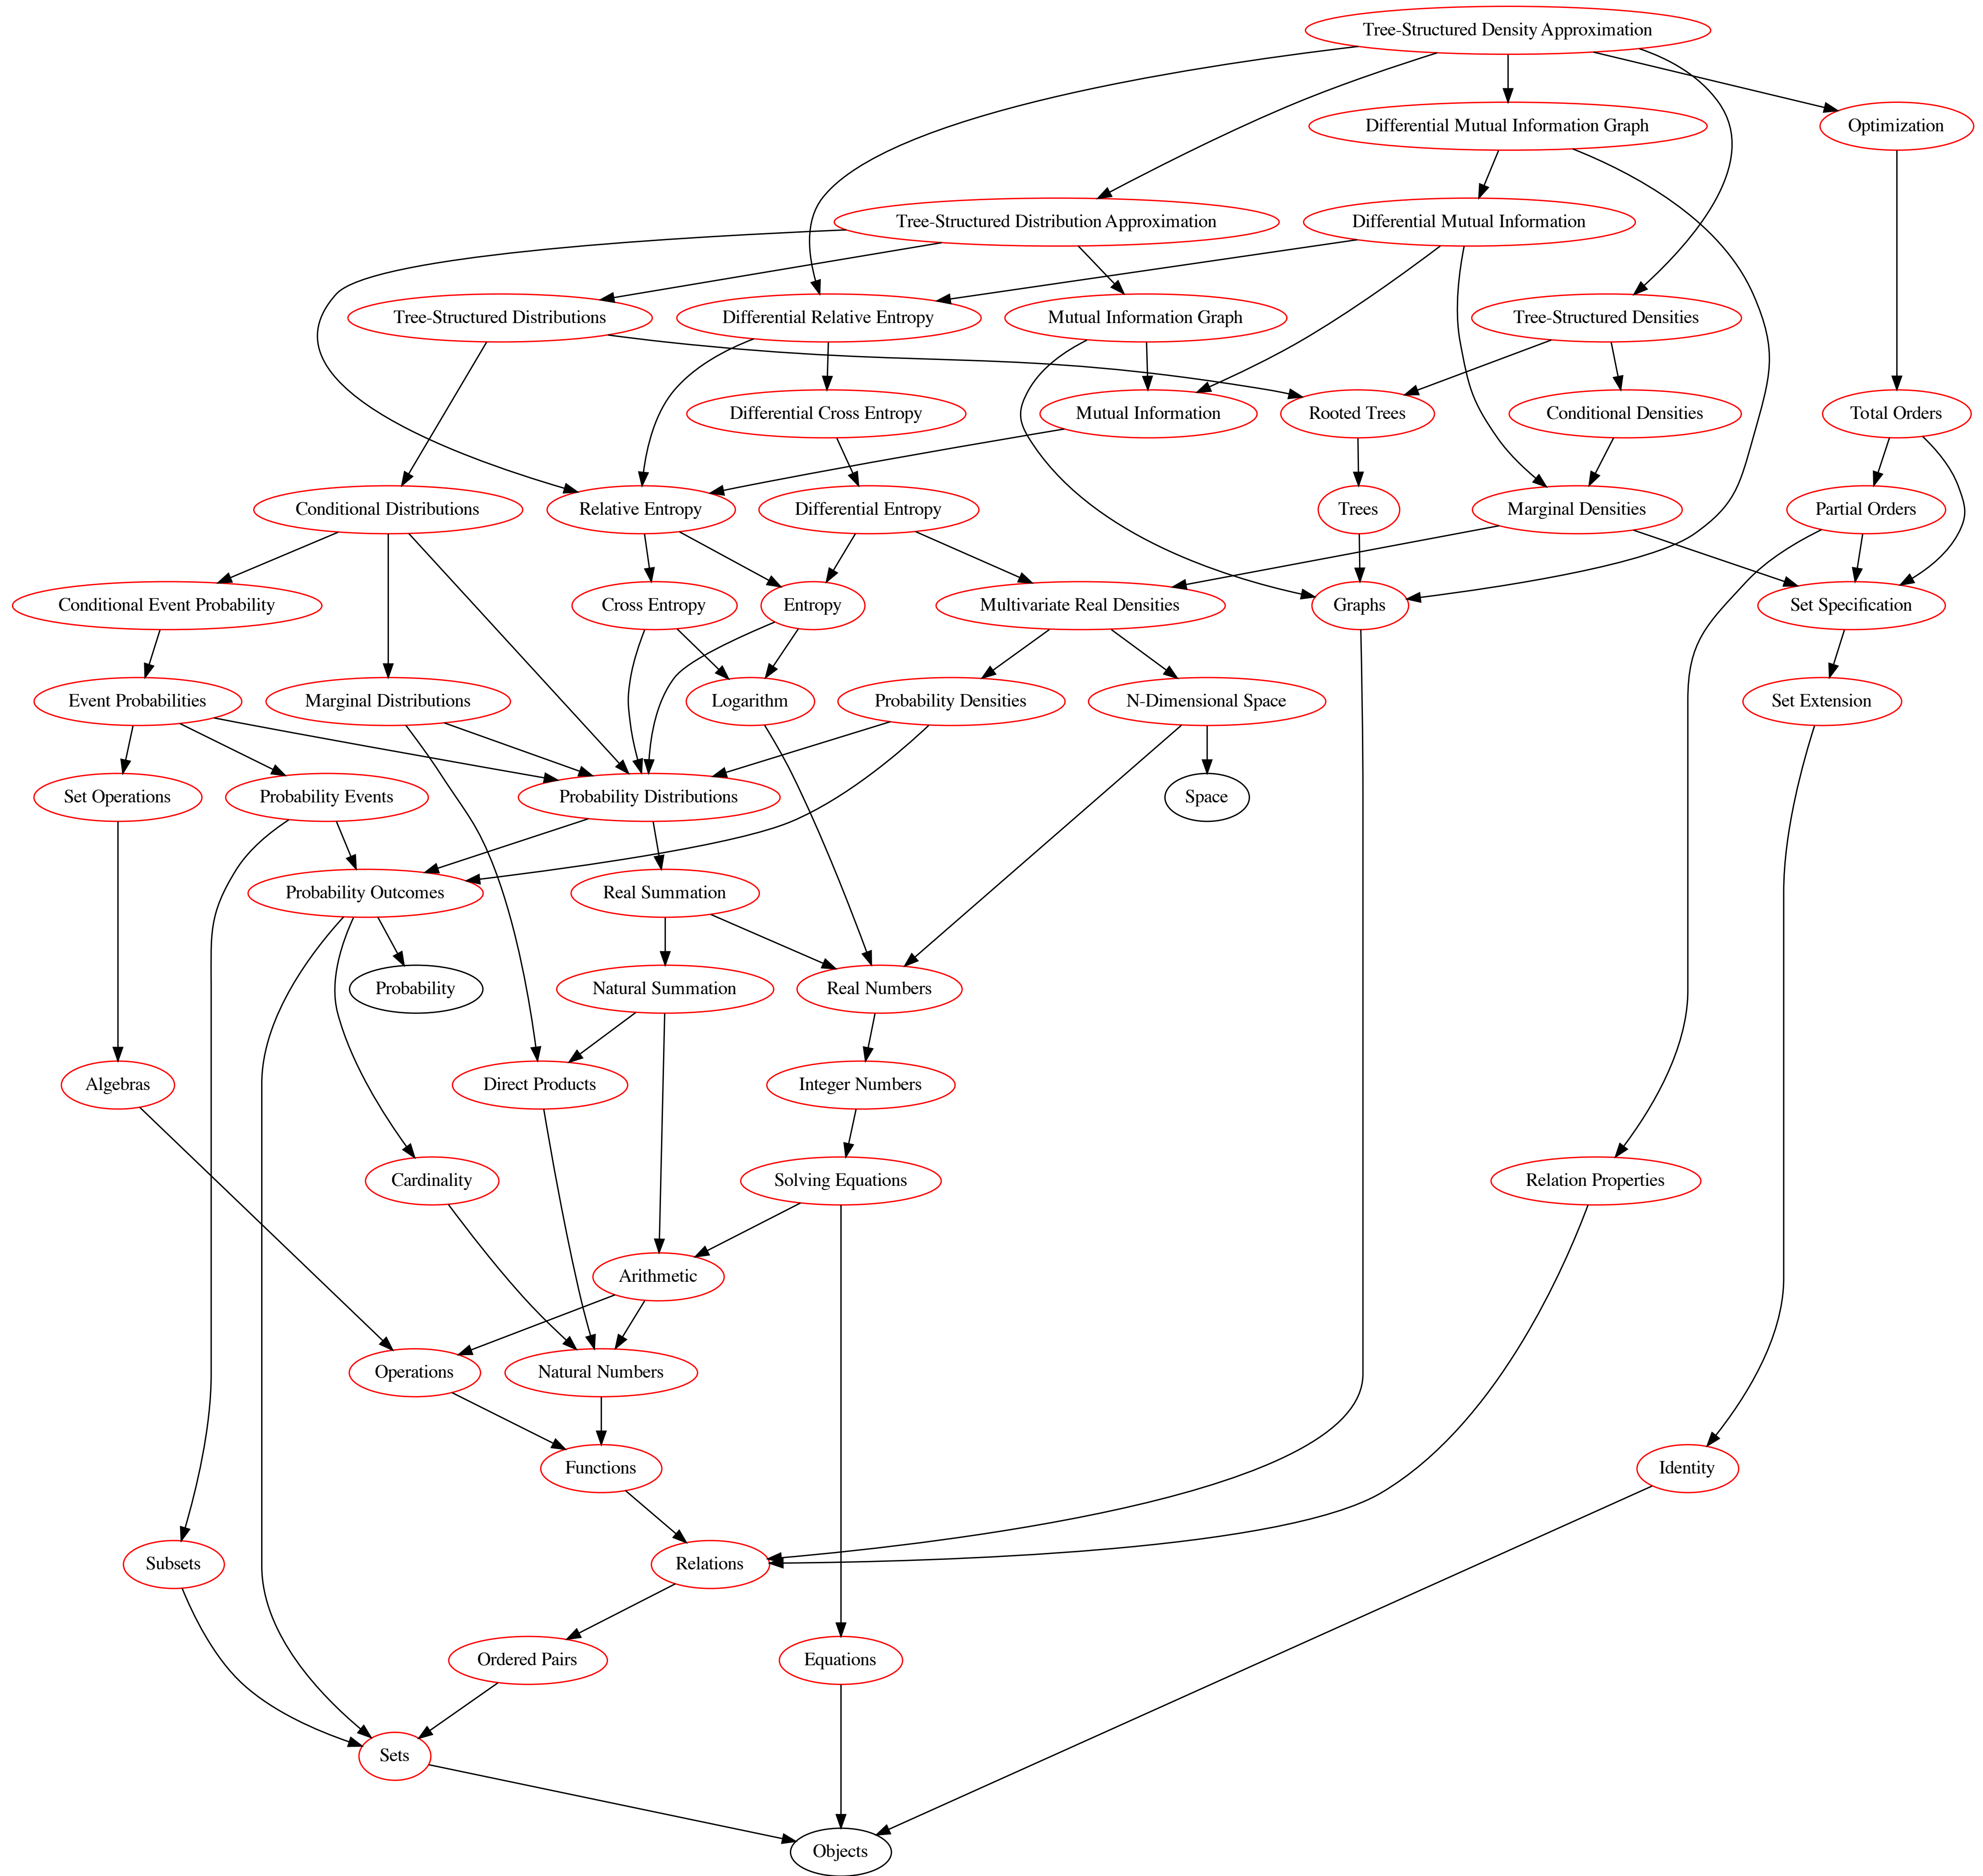 Tree-Structured Density Approximation
Differential Mutual Information Graph
Optimization
Tree-Structured Distribution Approximation
Differential Mutual Information
Tree-Structured Distributions
Differential Relative Entropy
Mutual Information Graph
Tree-Structured Densities
Differential Cross Entropy
Mutual Information
Rooted Trees
Conditional Densities
Total Orders
Conditional Distributions
Relative Entropy
Differential Entropy
Trees
Marginal Densities
Partial Orders
Conditional Event Probability
Cross Entropy
Entropy
Multivariate Real Densities
Graphs
Set Specification
Event Probabilities
Marginal Distributions
Logarithm
Probability Densities
N-Dimensional Space
Set Extension
Set Operations
Probability Events
Probability Distributions
Space
Probability Outcomes
Real Summation
Probability
Natural Summation
Real Numbers
Algebras
Direct Products
Integer Numbers
Cardinality
Solving Equations
Relation Properties
Arithmetic
Operations
Natural Numbers
Functions
Identity
Subsets
Relations
Ordered Pairs
Equations
Sets
Objects